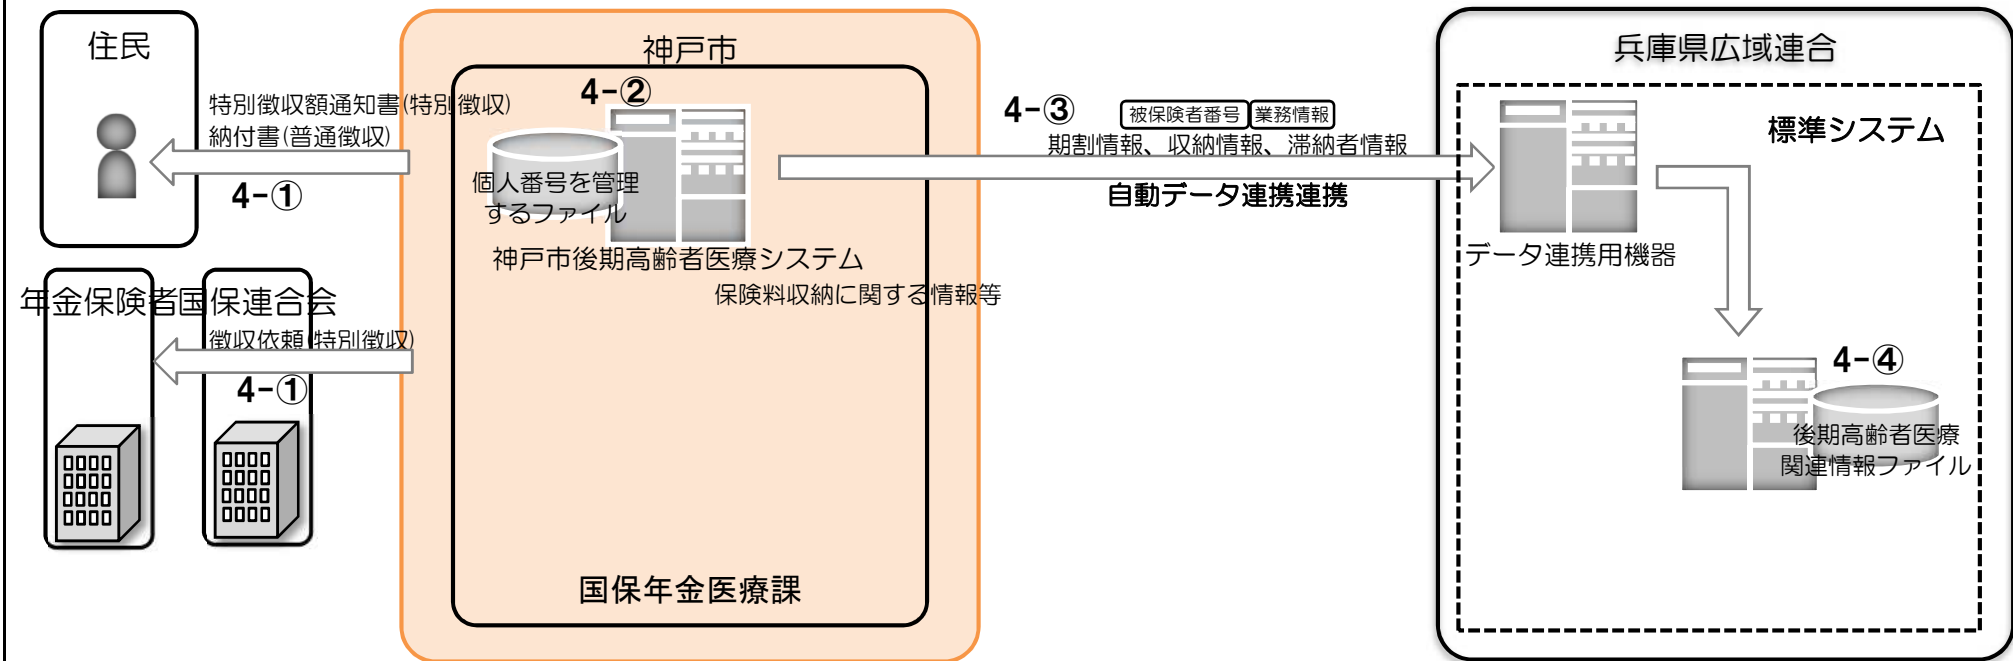 住民
特別徴収額通知書(特別徴収)
納付書(普通徴収)
4-①
年金保険者
国保連合会
徴収依頼(特別徴収)
4-①
神戸市
4-②
個人番号を管理
するファイル
神戸市後期高齢者医療システム
保険料収納に関する情報等
国保年金医療課
4-③
被保険者番号
業務情報
期割情報、収納情報、滞納者情報
自動データ連携連携
兵庫県広域連合
標準システム
データ連携用機器
4-④
後期高齢者医療
関連情報ファイル